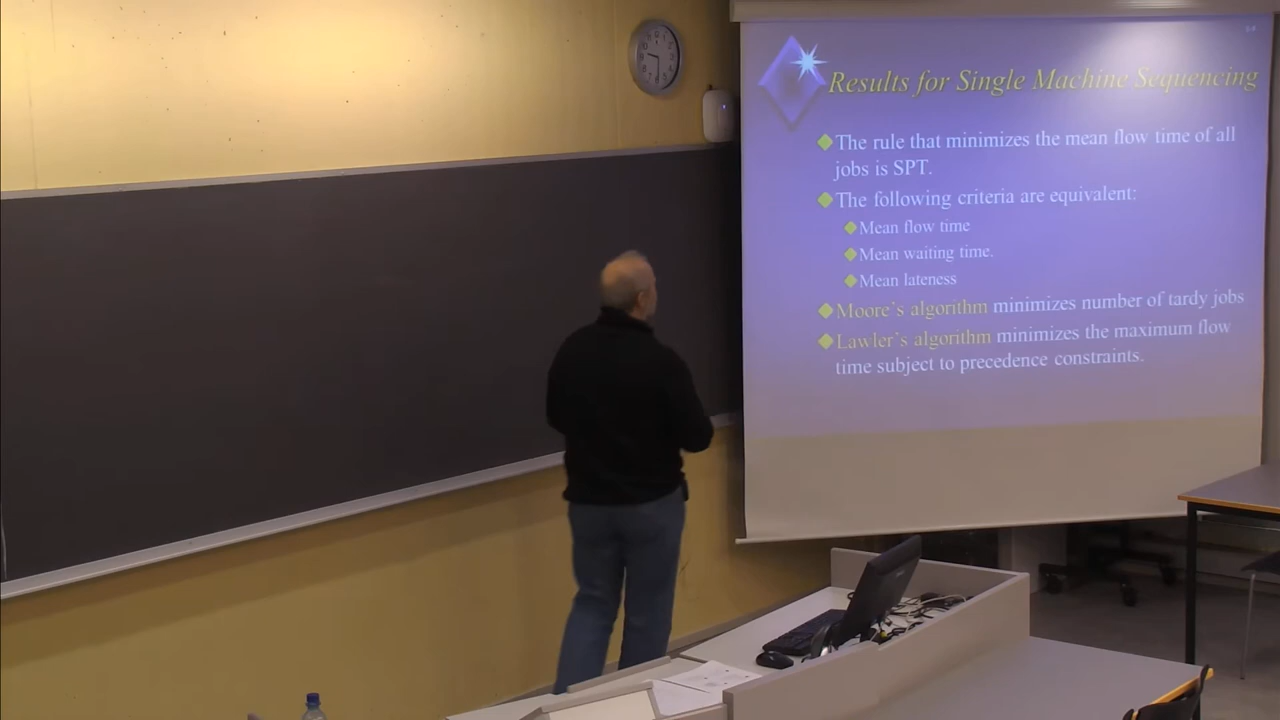 Results for Single Machine Sequencing
The rule that minimizes the mean flow time of all
jobs is SPT.
The following criteria are equivalent:
Mean flow time
Mean waiting time.
Mean lateness
Moore's algorithm minimizes number of tardy jobs
Lawler's algorithm minimizes the maximum flow
time subject to precedence constraints.